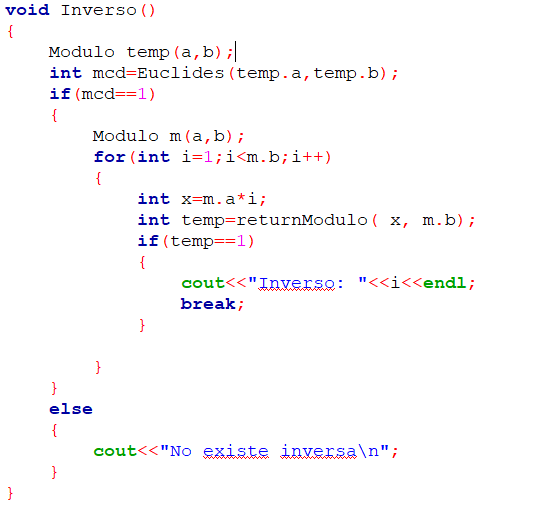 void Inverso()
{
    Modulo temp(a,b);
    int mcd=Euclides(temp.a,temp.b);
    if(mcd==1)
    {
        Modulo m(a,b);
        for(int i=1;i<m.b;i++)
        {
            int x=m.a*i;
            int temp=returnModulo( x, m.b);
            if(temp==1)
            {
                cout<<"Inverso: "<<i<<endl;
                break;
            }
        }
    }
    else
    {
        cout<<"No existe inversa\n";
    }
}